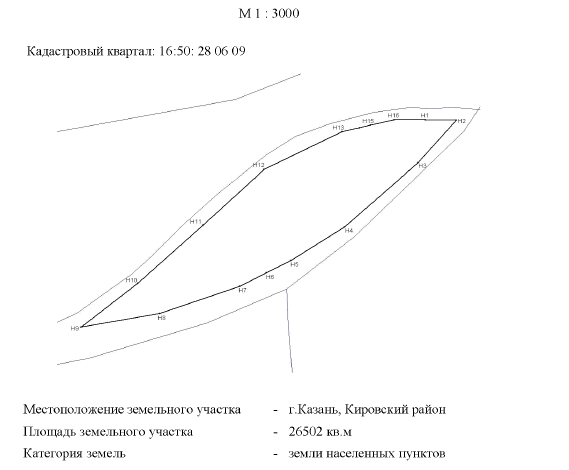 М 1 : 3000
Кадастровый квартал: 16:50: 28 06 09
Н13 Н15 Н16 Н1 Н2
Н12
Н3
Н11
Н4
Н5
Н10
Н6
Н7
Н8
Н9
Местоположение земельного участка - г.Казань, Кировский район
Площадь земельного участка - 26502 кв.м
Категория земель - земли населенных пунктов